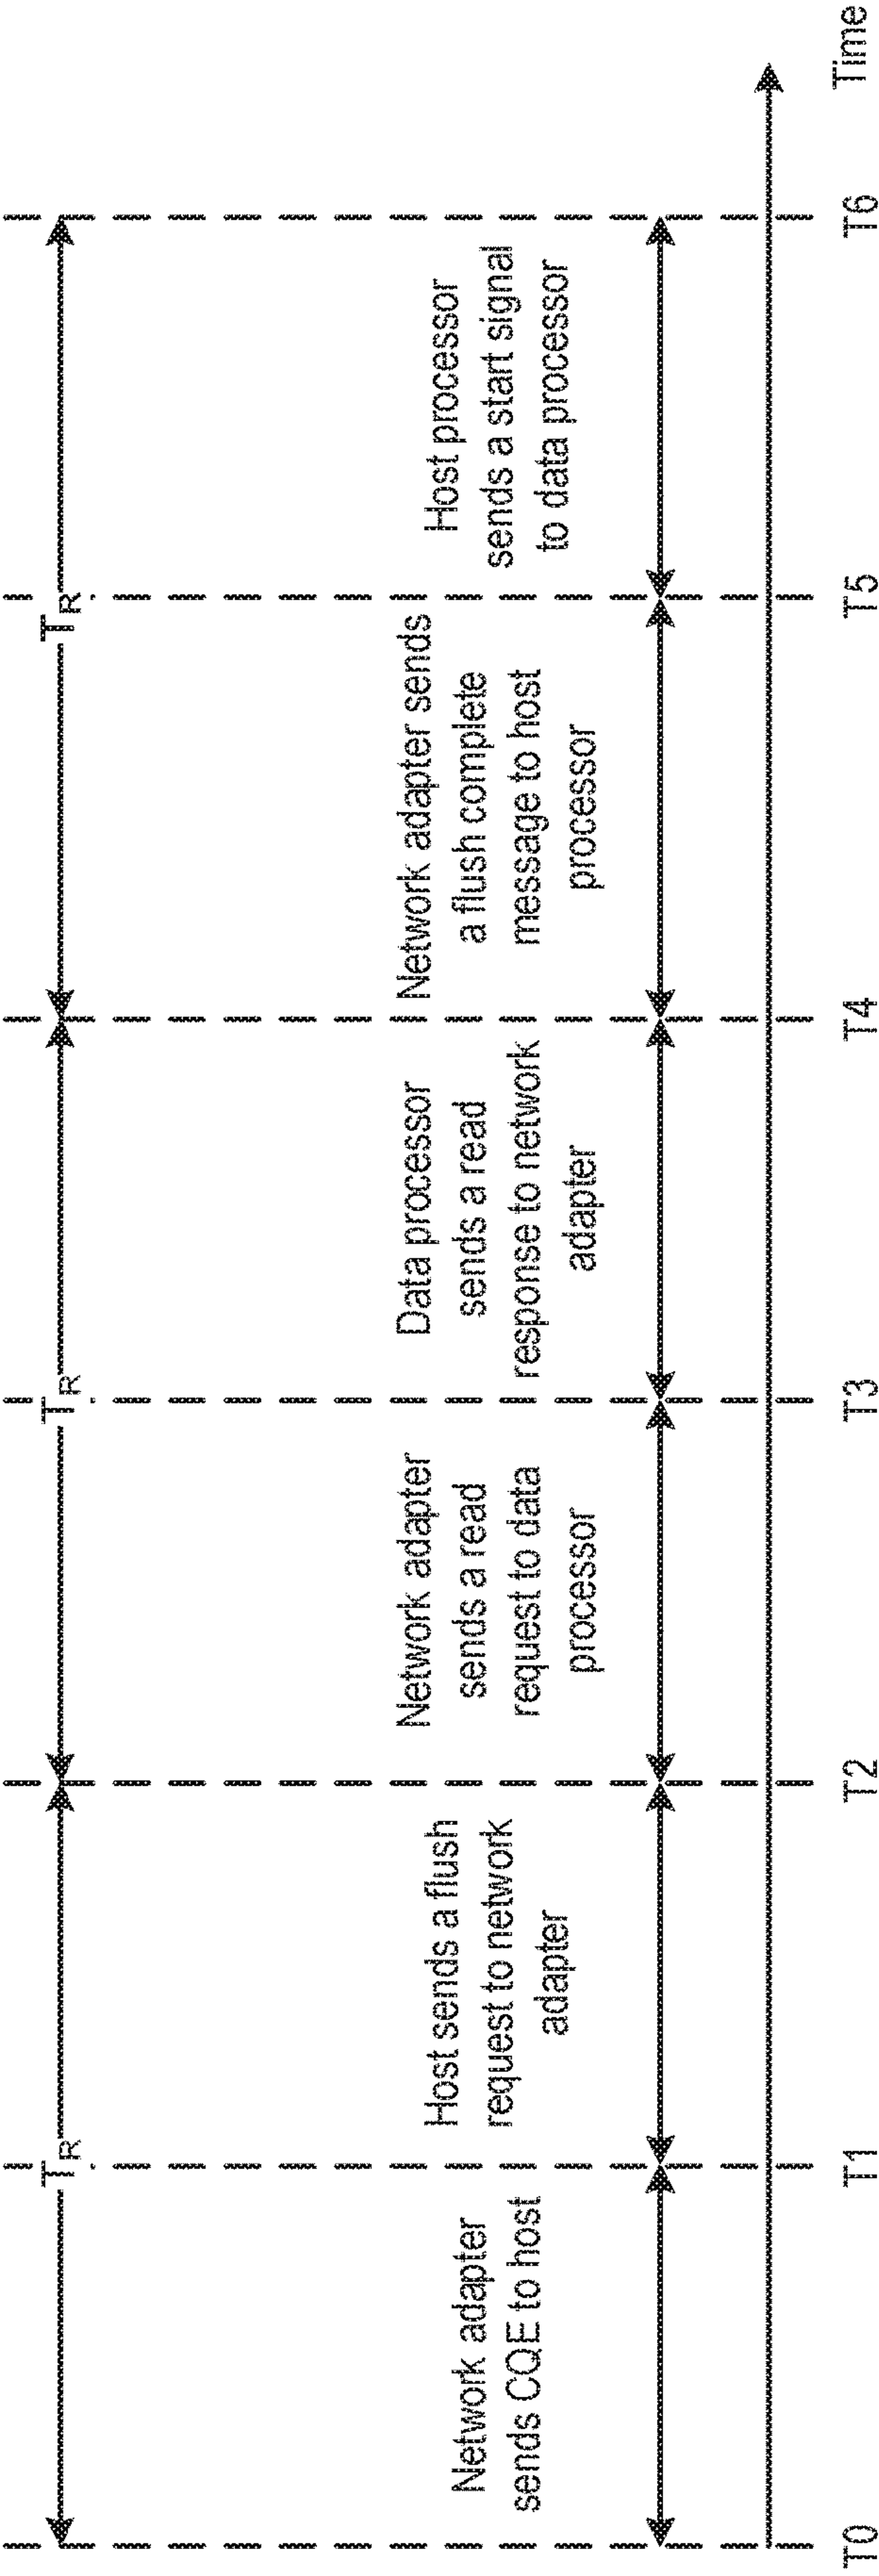 T_R
T_R
T_R
Network adapter
sends CQE to host
Host sends a flush
request to network
adapter
Network adapter
sends a read
request to data
processor
Data processor
sends a read
response to network
adapter
Network adapter sends
a flush complete
message to host
processor
Host processor
sends a start signal
to data processor
T0
T1
T2
T3
T4
T5
T6
Time